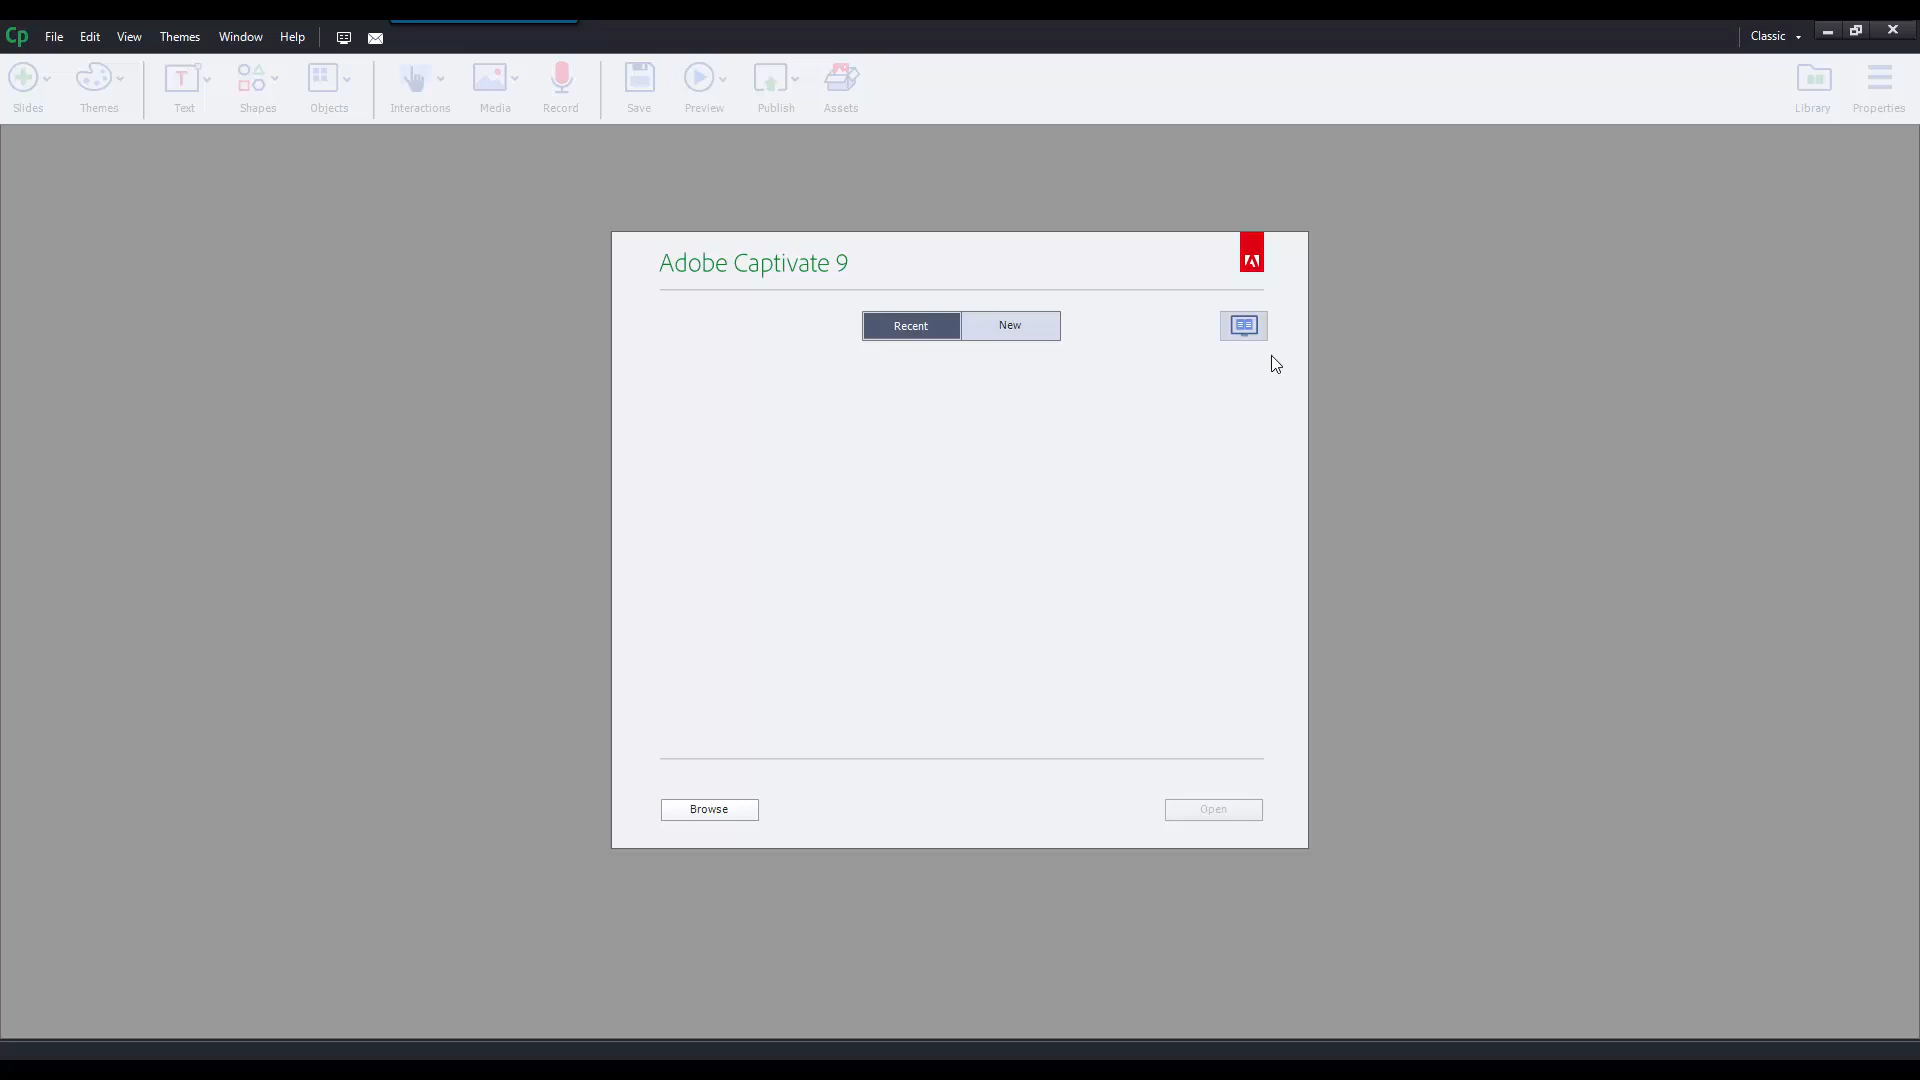 Cp File Edit View Themes Window Help Classic
Slides Themes Text Shapes Objects Interactions Media Record Save Preview Publish Assets Library Properties
Adobe Captivate 9
Recent New
Browse Open